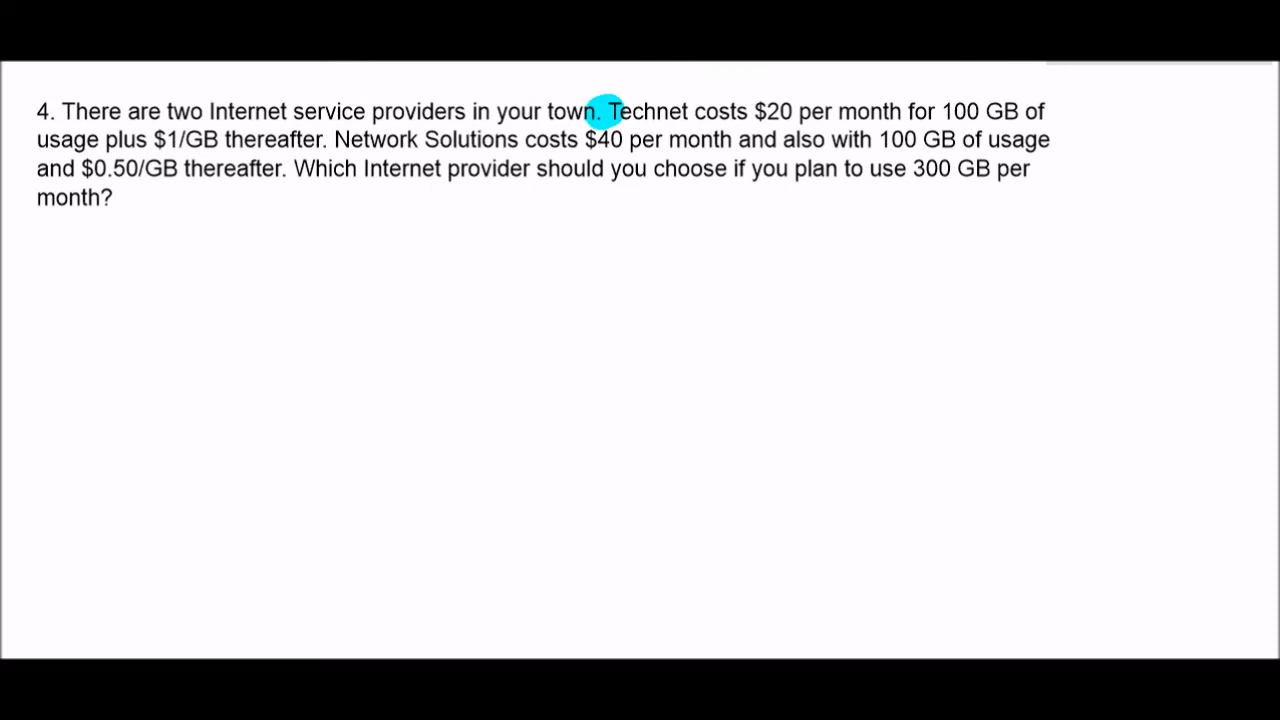 4. There are two Internet service providers in your town. Technet costs $20 per month for 100 GB of
usage plus $1/GB thereafter. Network Solutions costs $40 per month and also with 100 GB of usage
and $0.50/GB thereafter. Which Internet provider should you choose if you plan to use 300 GB per
month?